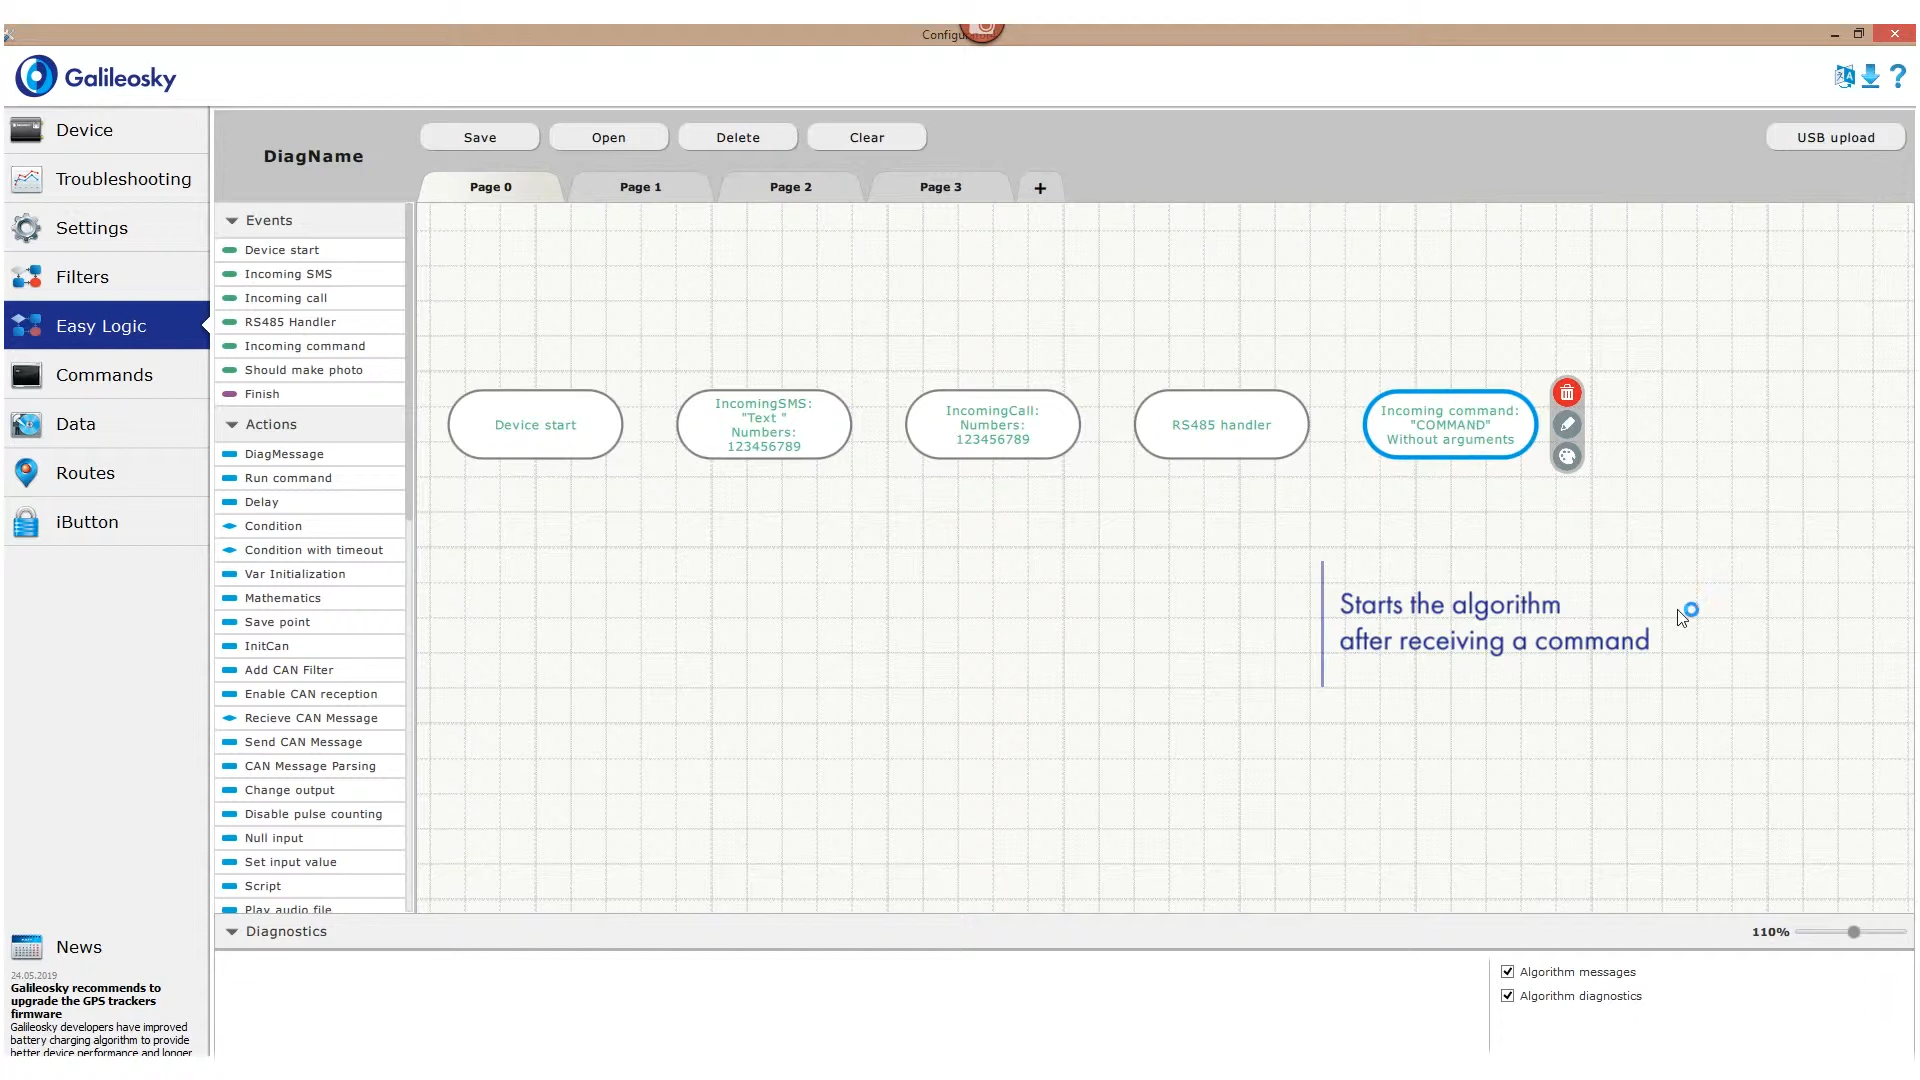 Configu
Galileosky
Device
Troubleshooting
Settings
Filters
Easy Logic
Commands
Data
Routes
iButton
News
24.05.2019
Galileosky recommends to
upgrade the GPS trackers
firmware
Galileosky developers have improved
battery charging algorithm to provide
better device performance and longer
DiagName
Save
Open
Delete
Clear
USB upload
Page 0
Page 1
Page 2
Page 3
+
Events
Device start
Incoming SMS
Incoming call
RS485 Handler
Incoming command
Should make photo
Finish
Actions
DiagMessage
Run command
Delay
Condition
Condition with timeout
Var Initialization
Mathematics
Save point
InitCan
Add CAN Filter
Enable CAN reception
Recieve CAN Message
Send CAN Message
CAN Message Parsing
Change output
Disable pulse counting
Null input
Set input value
Script
Play audio file
Device start
IncomingSMS:
"Text "
Numbers:
123456789
IncomingCall:
Numbers:
123456789
RS485 handler
Incoming command:
"COMMAND"
Without arguments
Starts the algorithm
after receiving a command
Diagnostics
110%
Algorithm messages
Algorithm diagnostics